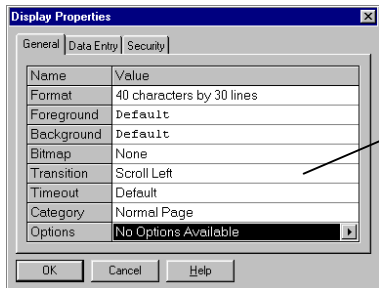 Display Properties
General Data Entry Security
Name Value
Format 40 characters by 30 lines
Foreground Default
Background Default
Bitmap None
Transition Scroll Left
Timeout Default
Category Normal Page
Options No Options Available
OK Cancel Help